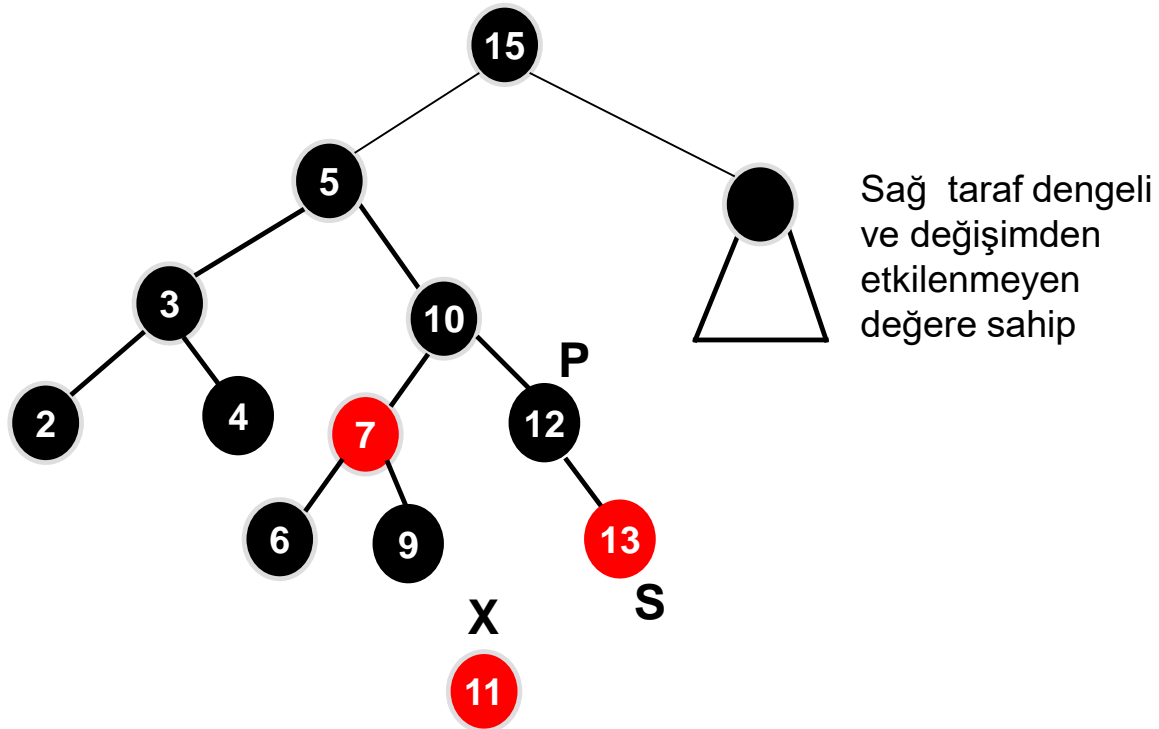 15
5
Sağ  taraf dengeli
ve değişimden
etkilenmeyen
değere sahip
3
10
P
2
4
7
12
6
9
13
S
X
11